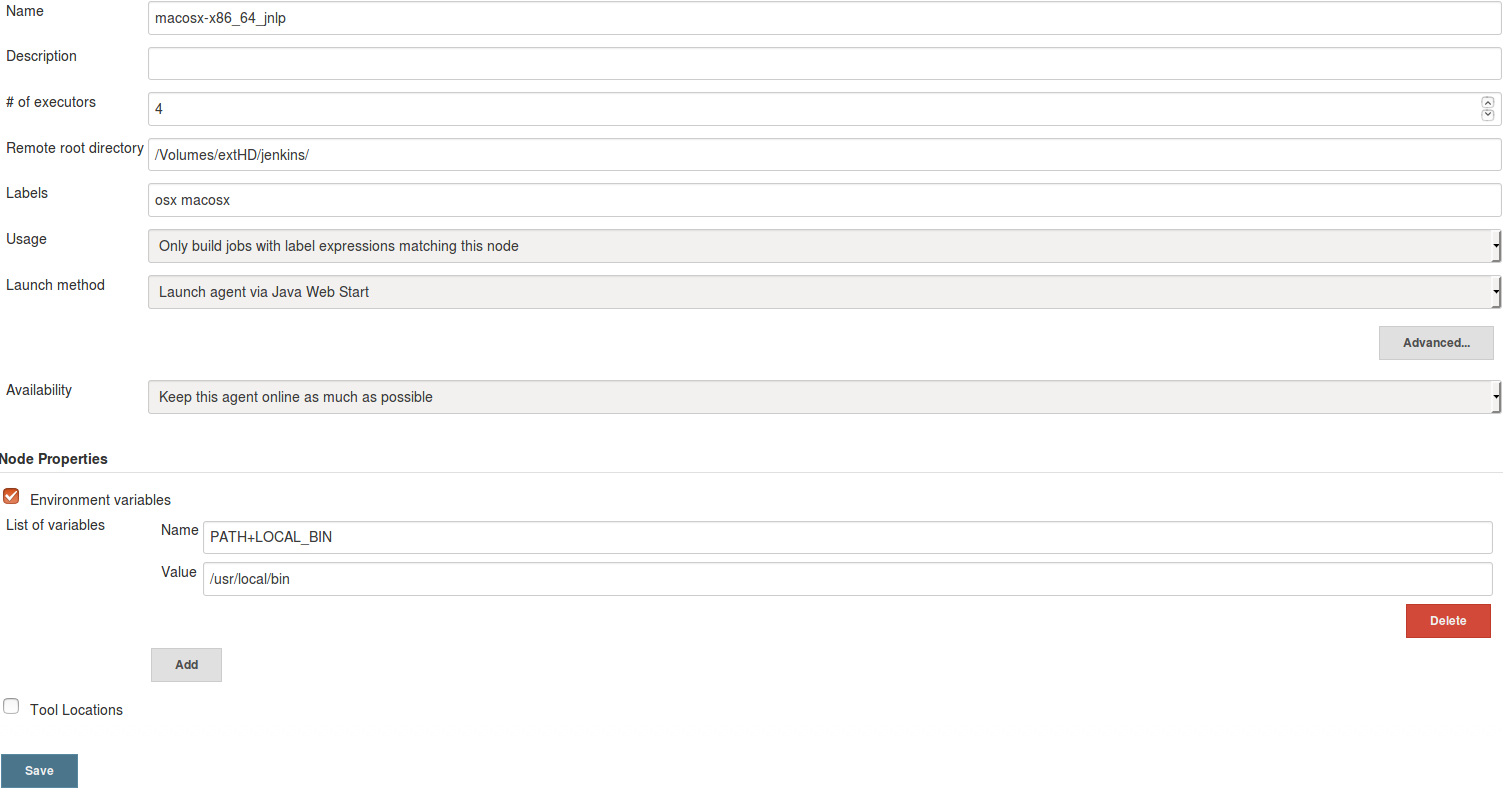 Name macosx-x86_64_jnlp
Description
# of executors 4
Remote root directory /Volumes/extHD/jenkins/
Labels osx macosx
Usage Only build jobs with label expressions matching this node
Launch method Launch agent via Java Web Start
Advanced...
Availability Keep this agent online as much as possible
Node Properties
Environment variables
List of variables Name PATH+LOCAL_BIN
Value /usr/local/bin
Delete
Add
Tool Locations
Save